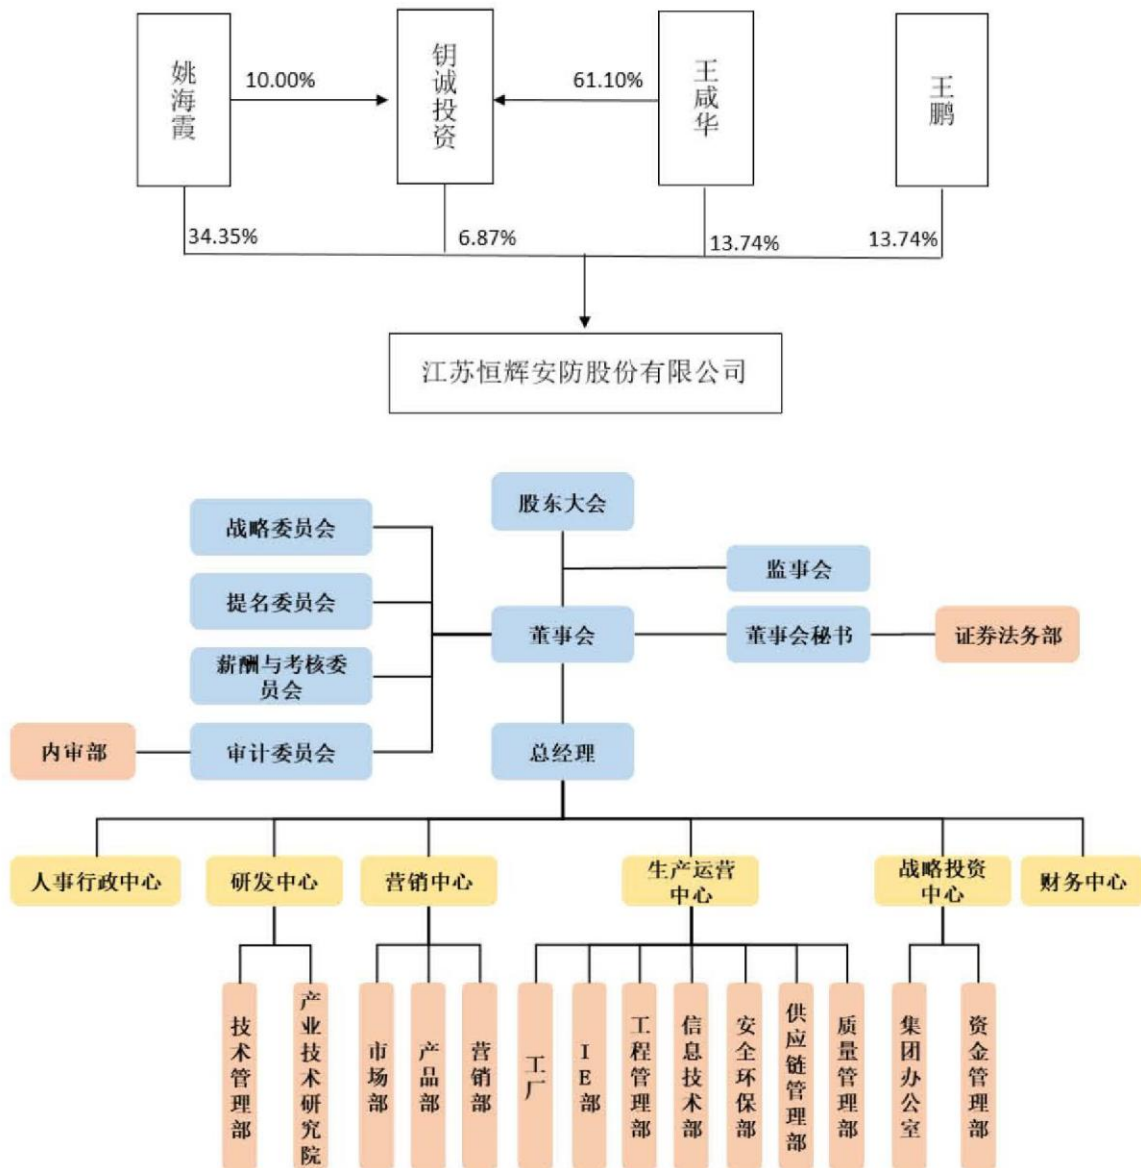 姚海霞
10.00%
钥诚投资
61.10%
王咸华
王鹏
34.35%
6.87%
13.74%
13.74%
江苏恒辉安防股份有限公司
股东大会
战略委员会
监事会
提名委员会
董事会
董事会秘书
证券法务部
薪酬与考核委
员会
内审部
审计委员会
总经理
人事行政中心
研发中心
营销中心
生产运营
中心
战略投资
中心
财务中心
技术管理部
产业技术研究院
市场部
产品部
营销部
工厂
IE部
工程管理部
信息技术部
安全环保部
供应链管理部
质量管理部
集团办公室
资金管理部